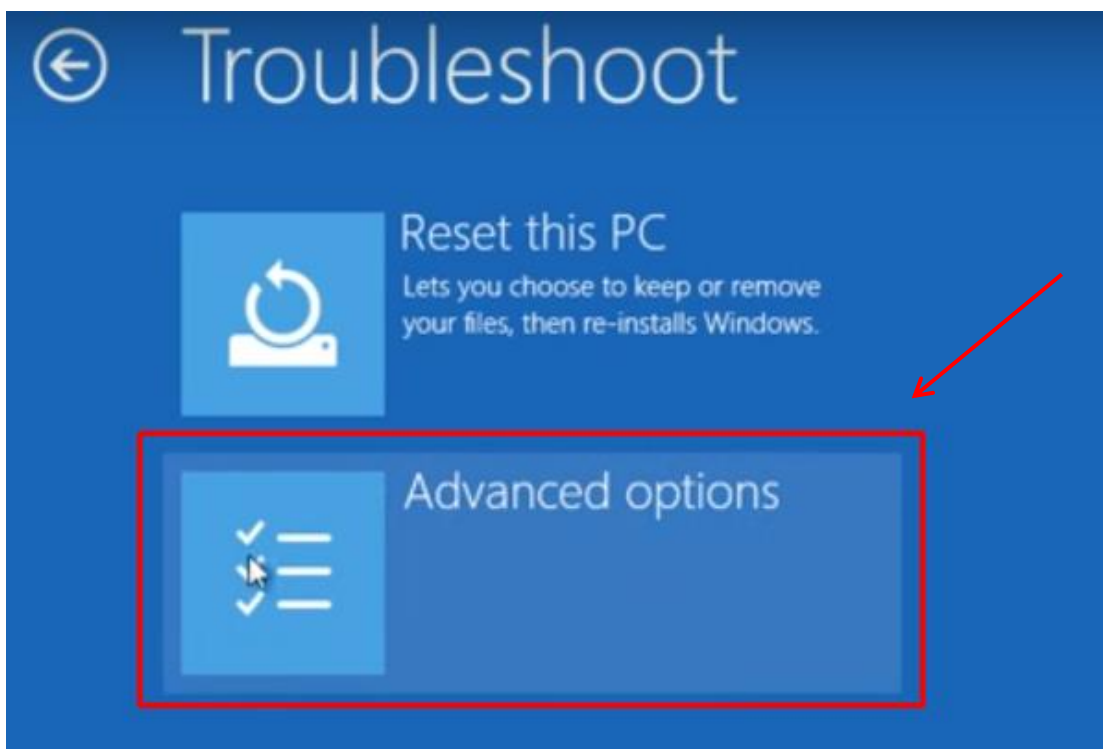 Troubleshoot
Reset this PC
Lets you choose to keep or remove
your files, then re-installs Windows.
Advanced options